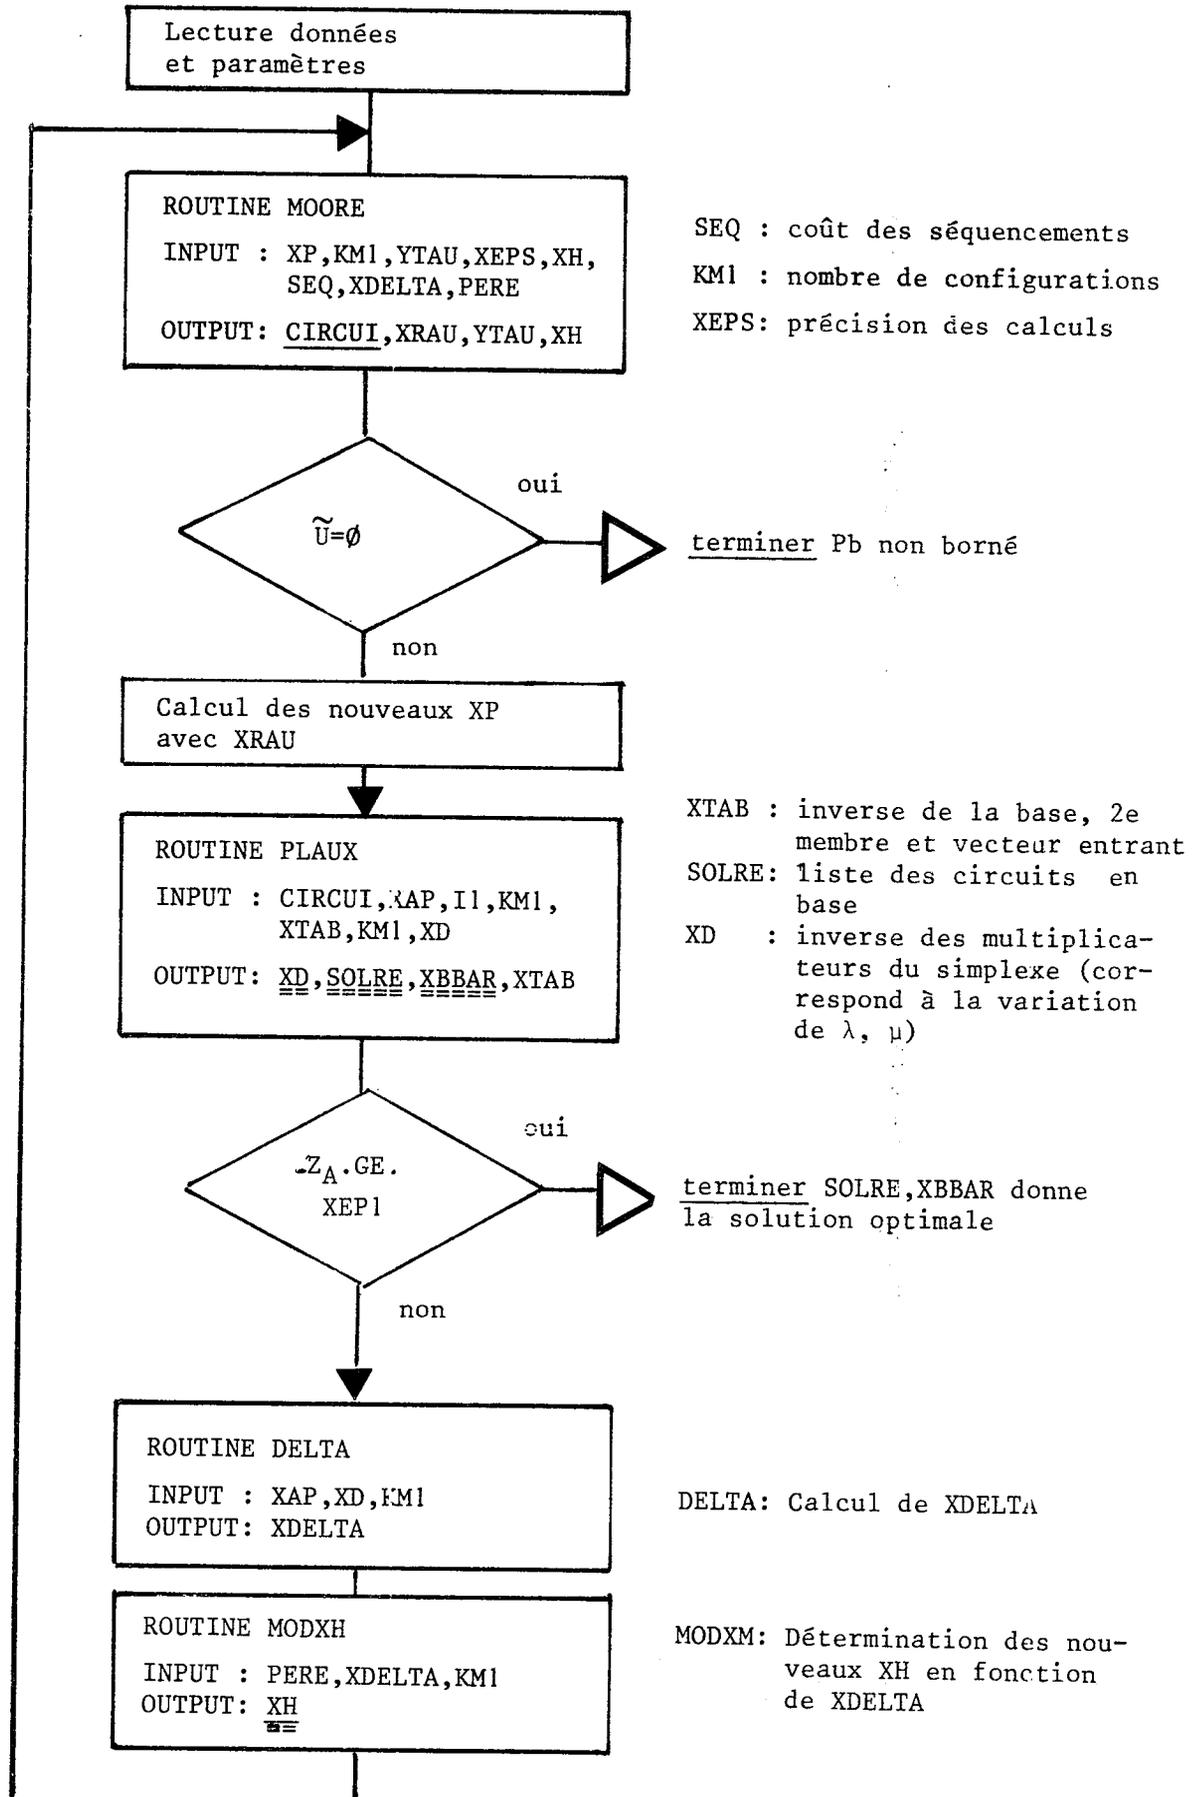 Lecture données
et paramètres
ROUTINE MOORE
INPUT : XP,KM1,YTAU,XEPS,XH,
SEQ,XDELTA,PERE
OUTPUT: CIRCUI,XRAU,YTAU,XH
SEQ : coût des séquencements
KM1 : nombre de configurations
XEPS: précision des calculs
Ũ=∅
oui
terminer Pb non borné
non
Calcul des nouveaux XP
avec XRAU
ROUTINE PLAUX
INPUT : CIRCUI,XAP,I1,KM1,
XTAB,KM1,XD
OUTPUT: XD,SOLRE,XBBAR,XTAB
XTAB : inverse de la base, 2e
membre et vecteur entrant
SOLRE: liste des circuits en
base
XD : inverse des multiplica-
teurs du simplexe (cor-
respond à la variation
de λ, μ)
-Z_A.GE.
XEP1
oui
terminer SOLRE,XBBAR donne
la solution optimale
non
ROUTINE DELTA
INPUT : XAP,XD,KM1
OUTPUT: XDELTA
DELTA: Calcul de XDELTA
ROUTINE MODXH
INPUT : PERE,XDELTA,KM1
OUTPUT: XH
MODXM: Détermination des nou-
veaux XH en fonction
de XDELTA